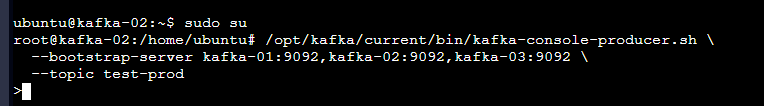 ubuntu@kafka-02:~$ sudo su
root@kafka-02:/home/ubuntu# /opt/kafka/current/bin/kafka-console-producer.sh \
  --bootstrap-server kafka-01:9092,kafka-02:9092,kafka-03:9092 \
  --topic test-prod
>